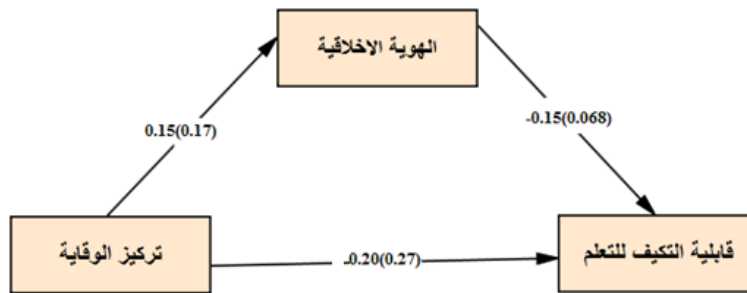 الهوية الاخلاقية
0.15(0.17)
-0.15(0.068)
تركيز الوقاية
-0.20(0.27)
قابلية التكيف للتعلم